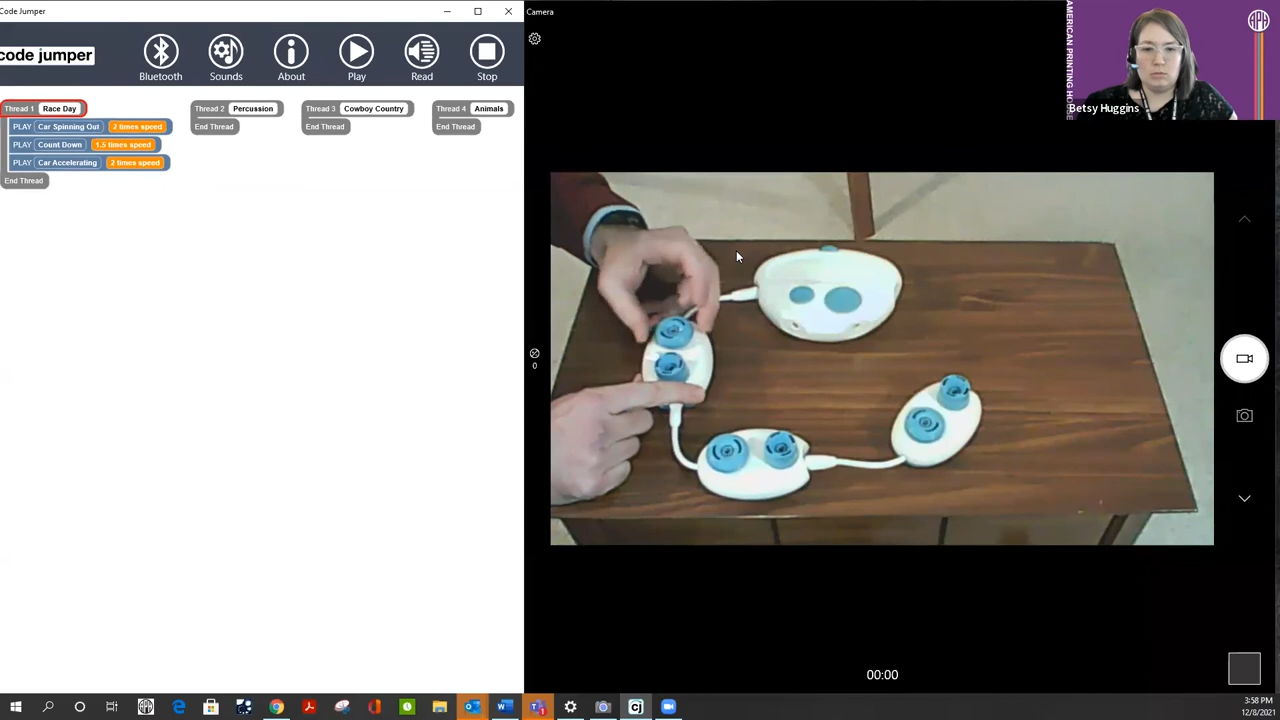 Code Jumper
Camera
code jumper
Bluetooth
Sounds
About
Play
Read
Stop
Thread 1 Race Day
PLAY Car Spinning Out 2 times speed
PLAY Count Down 1.5 times speed
PLAY Car Accelerating 2 times speed
End Thread
Thread 2 Percussion
End Thread
Thread 3 Cowboy Country
End Thread
Thread 4 Animals
End Thread
0
AMERICAN PRINTING HO
Betsy Huggins
00:00
3:58 PM
12/8/2021